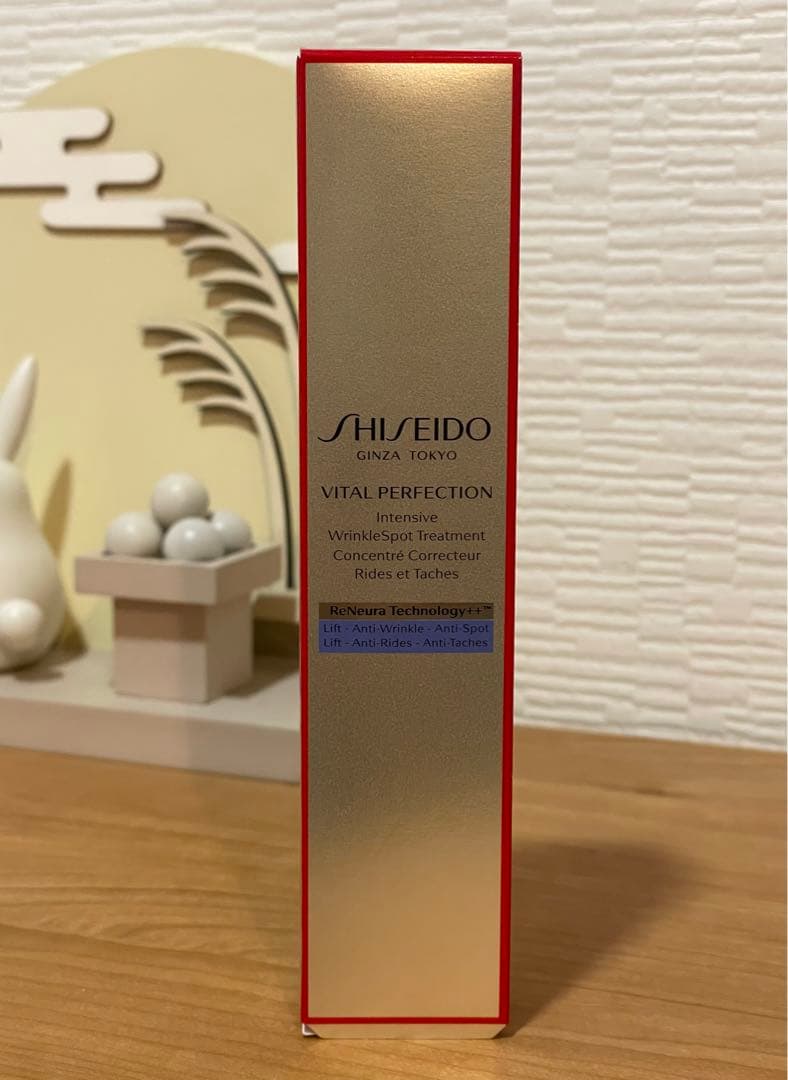 SHISEIDO
GINZA TOKYO
VITAL PERFECTION
Intensive
WrinkleSpot Treatment
Concentré Correcteur
Rides et Taches
ReNeura Technology++™
Lift - Anti-Wrinkle - Anti-Spot
Lift - Anti-Rides - Anti-Taches